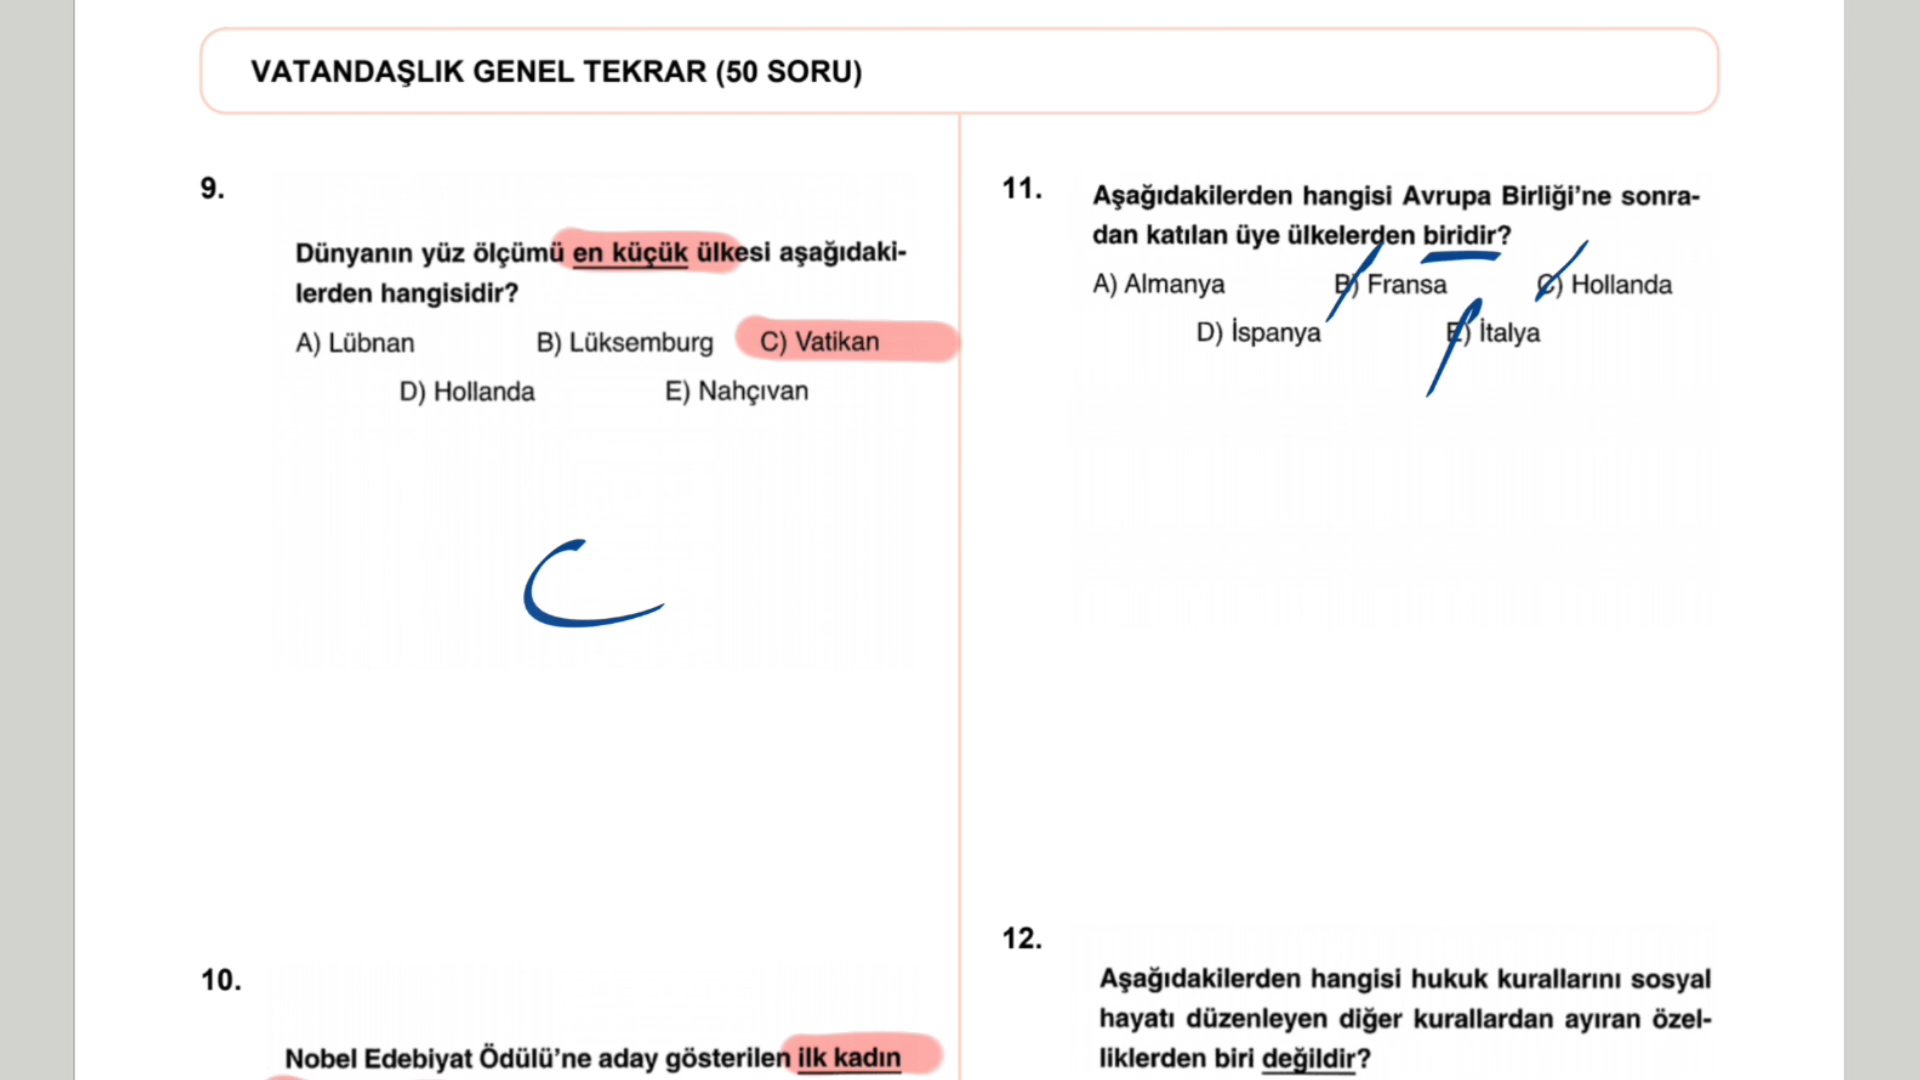 VATANDAŞLIK GENEL TEKRAR (50 SORU)
9.
Dünyanın yüz ölçümü en küçük ülkesi aşağıdaki-
lerden hangisidir?
A) Lübnan B) Lüksemburg C) Vatikan
D) Hollanda E) Nahçıvan
C
10.
Nobel Edebiyat Ödülü’ne aday gösterilen ilk kadın
11.
Aşağıdakilerden hangisi Avrupa Birliği’ne sonra-
dan katılan üye ülkelerden biridir?
A) Almanya B) Fransa C) Hollanda
D) İspanya E) İtalya
12.
Aşağıdakilerden hangisi hukuk kurallarını sosyal
hayatı düzenleyen diğer kurallardan ayıran özel-
liklerden biri değildir?